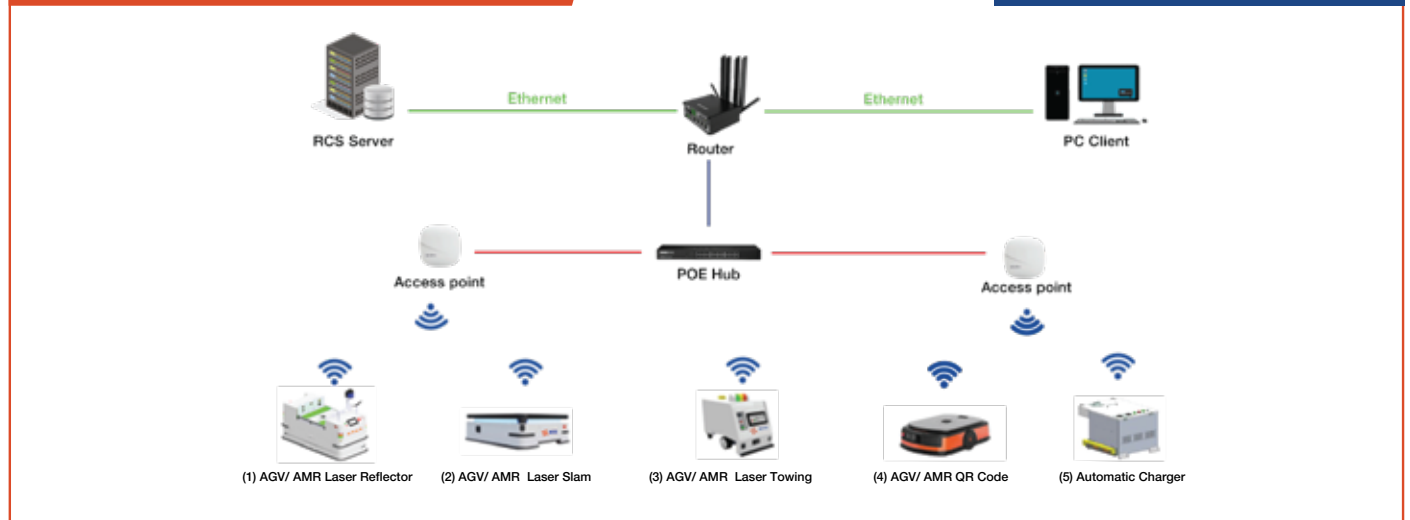 Ethernet
Ethernet
RCS Server
Router
PC Client
Access point
POE Hub
Access point
(1) AGV/ AMR Laser Reflector
(2) AGV/ AMR Laser Slam
(3) AGV/ AMR Laser Towing
(4) AGV/ AMR QR Code
(5) Automatic Charger